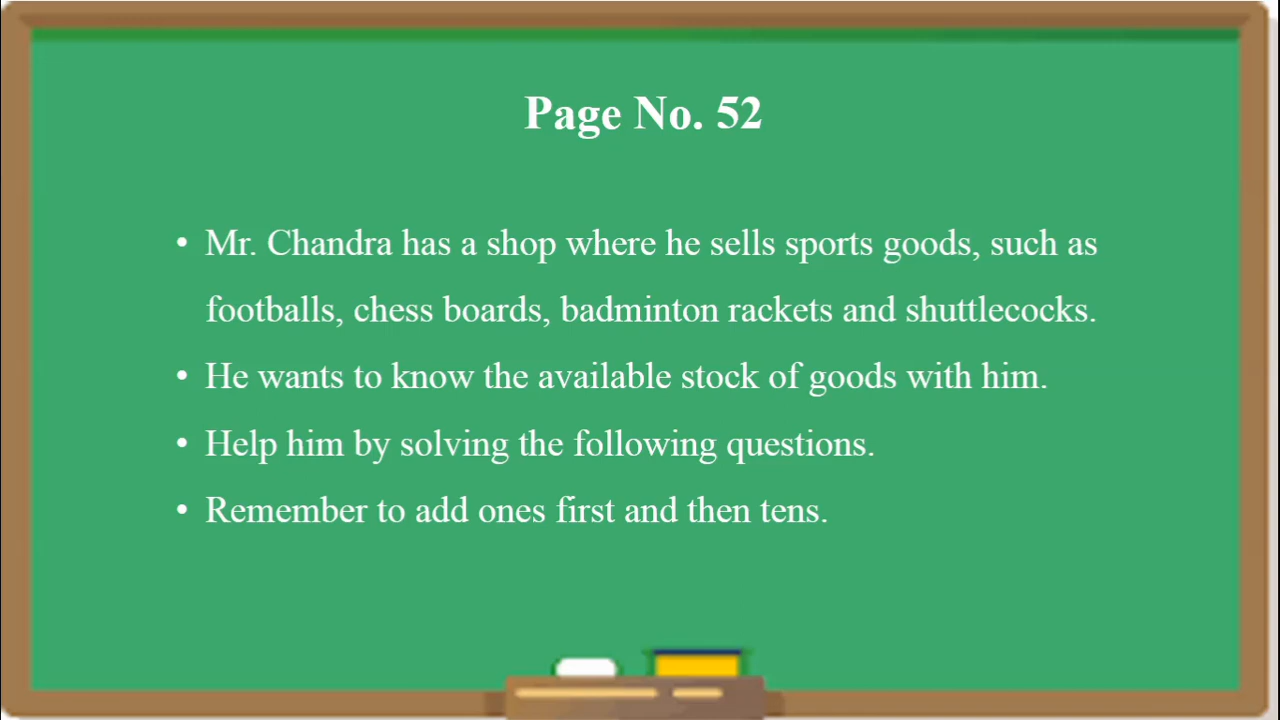 Page No. 52
• Mr. Chandra has a shop where he sells sports goods, such as
footballs, chess boards, badminton rackets and shuttlecocks.
• He wants to know the available stock of goods with him.
• Help him by solving the following questions.
• Remember to add ones first and then tens.